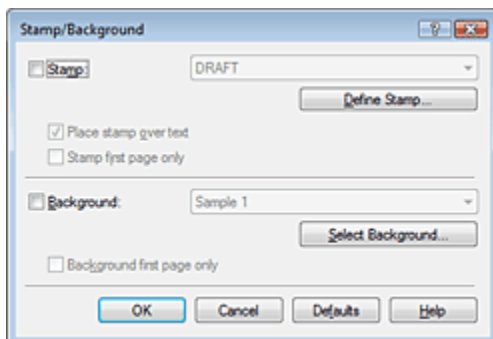 Stamp/Background
Stamp: DRAFT
Define Stamp...
Place stamp over text
Stamp first page only
Background: Sample 1
Select Background...
Background first page only
OK Cancel Defaults Help